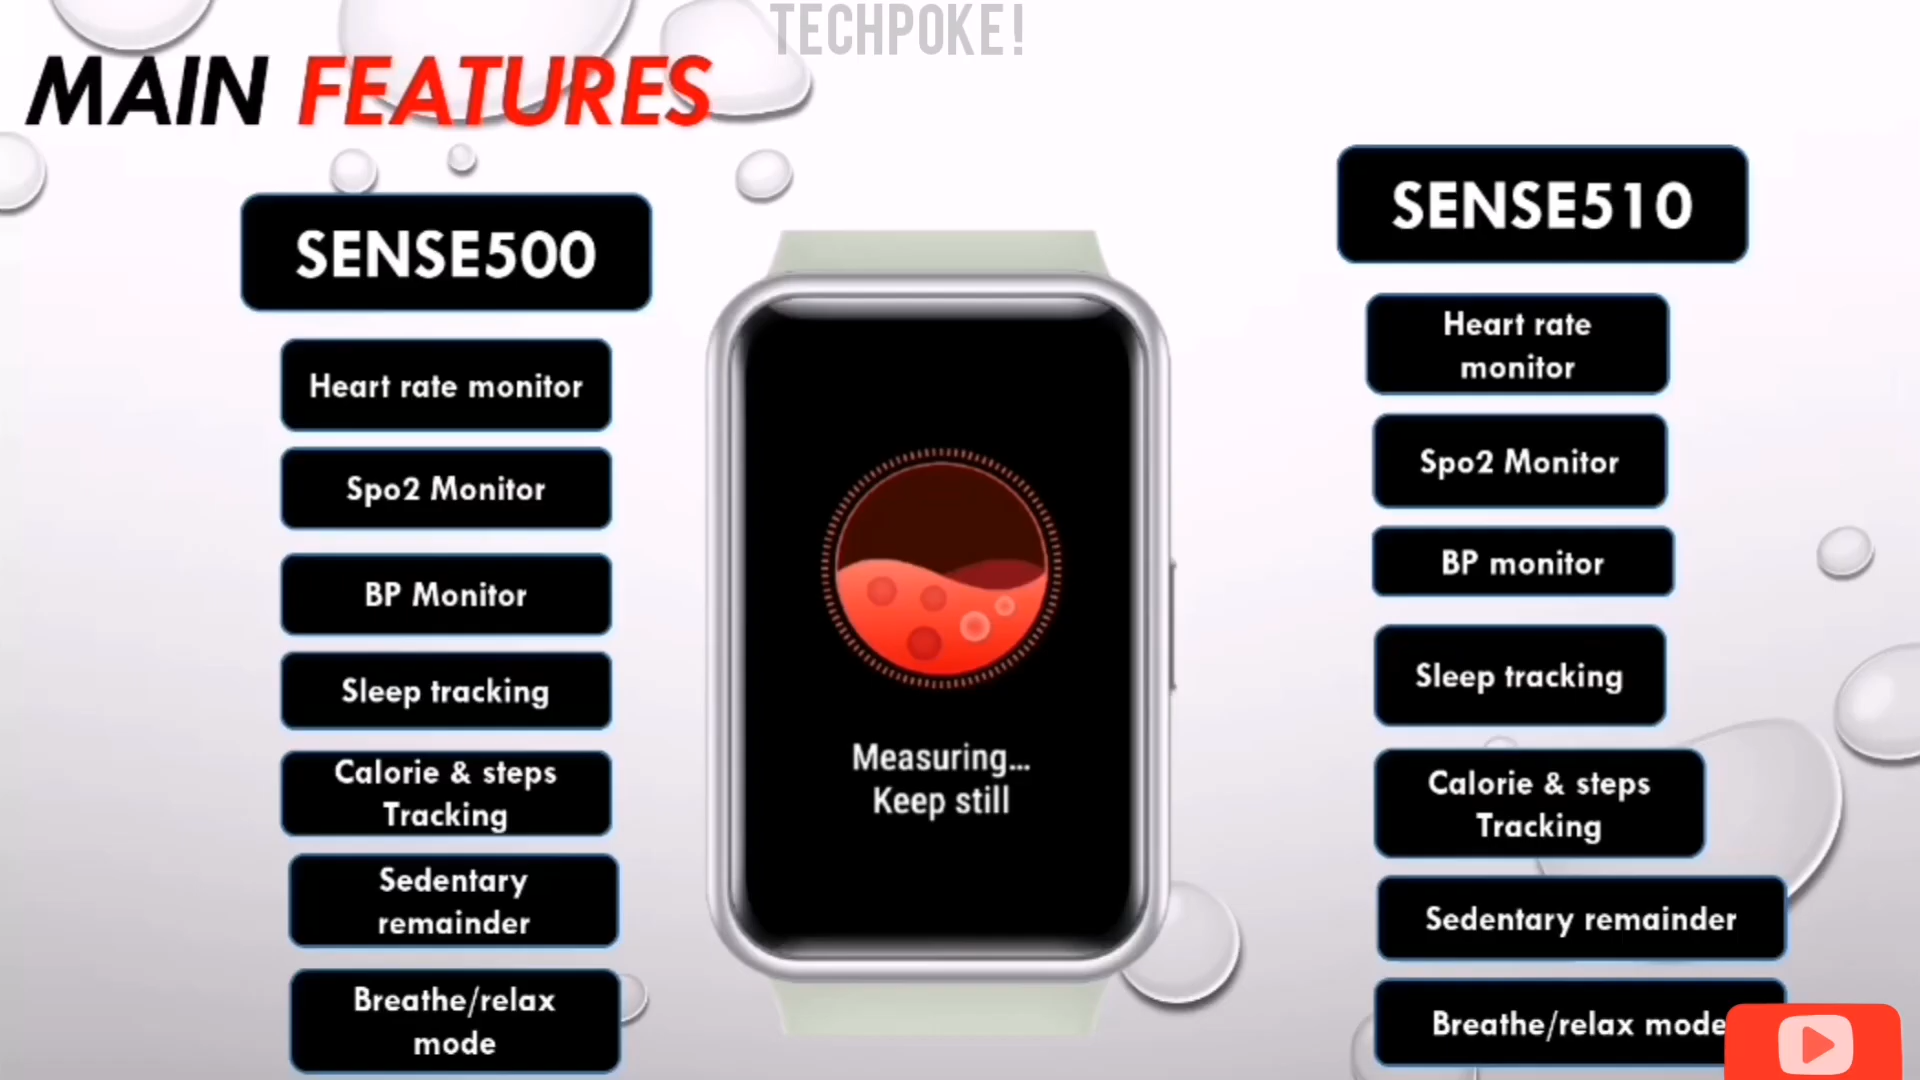 TECHPOKE!
MAIN FEATURES
SENSE500
Heart rate monitor
Spo2 Monitor
BP Monitor
Sleep tracking
Calorie & steps
Tracking
Sedentary
remainder
Breathe/relax
mode
Measuring...
Keep still
SENSE510
Heart rate
monitor
Spo2 Monitor
BP monitor
Sleep tracking
Calorie & steps
Tracking
Sedentary remainder
Breathe/relax mode